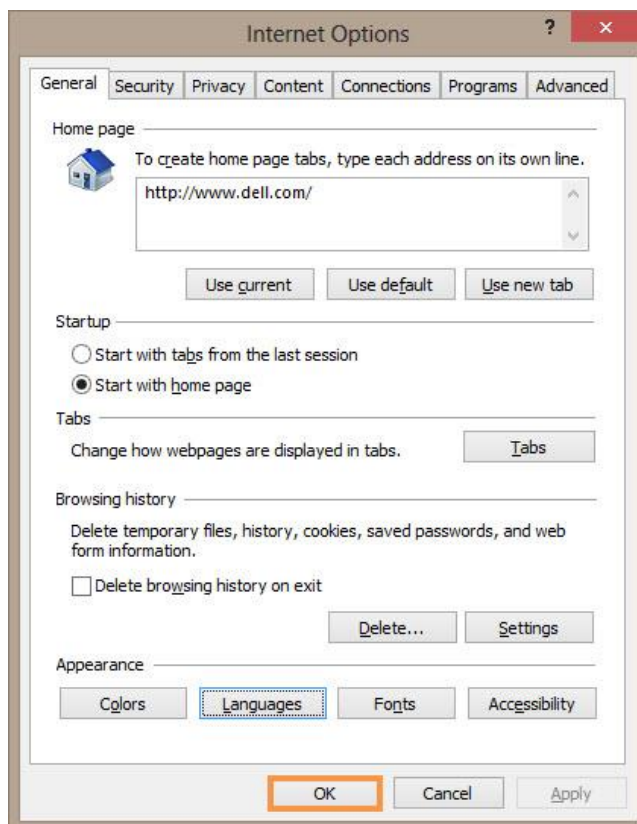 Internet Options
?
×
General Security Privacy Content Connections Programs Advanced
Home page
To create home page tabs, type each address on its own line.
http://www.dell.com/
Use current Use default Use new tab
Startup
Start with tabs from the last session
Start with home page
Tabs
Change how webpages are displayed in tabs. Tabs
Browsing history
Delete temporary files, history, cookies, saved passwords, and web
form information.
Delete browsing history on exit
Delete... Settings
Appearance
Colors Languages Fonts Accessibility
OK Cancel Apply